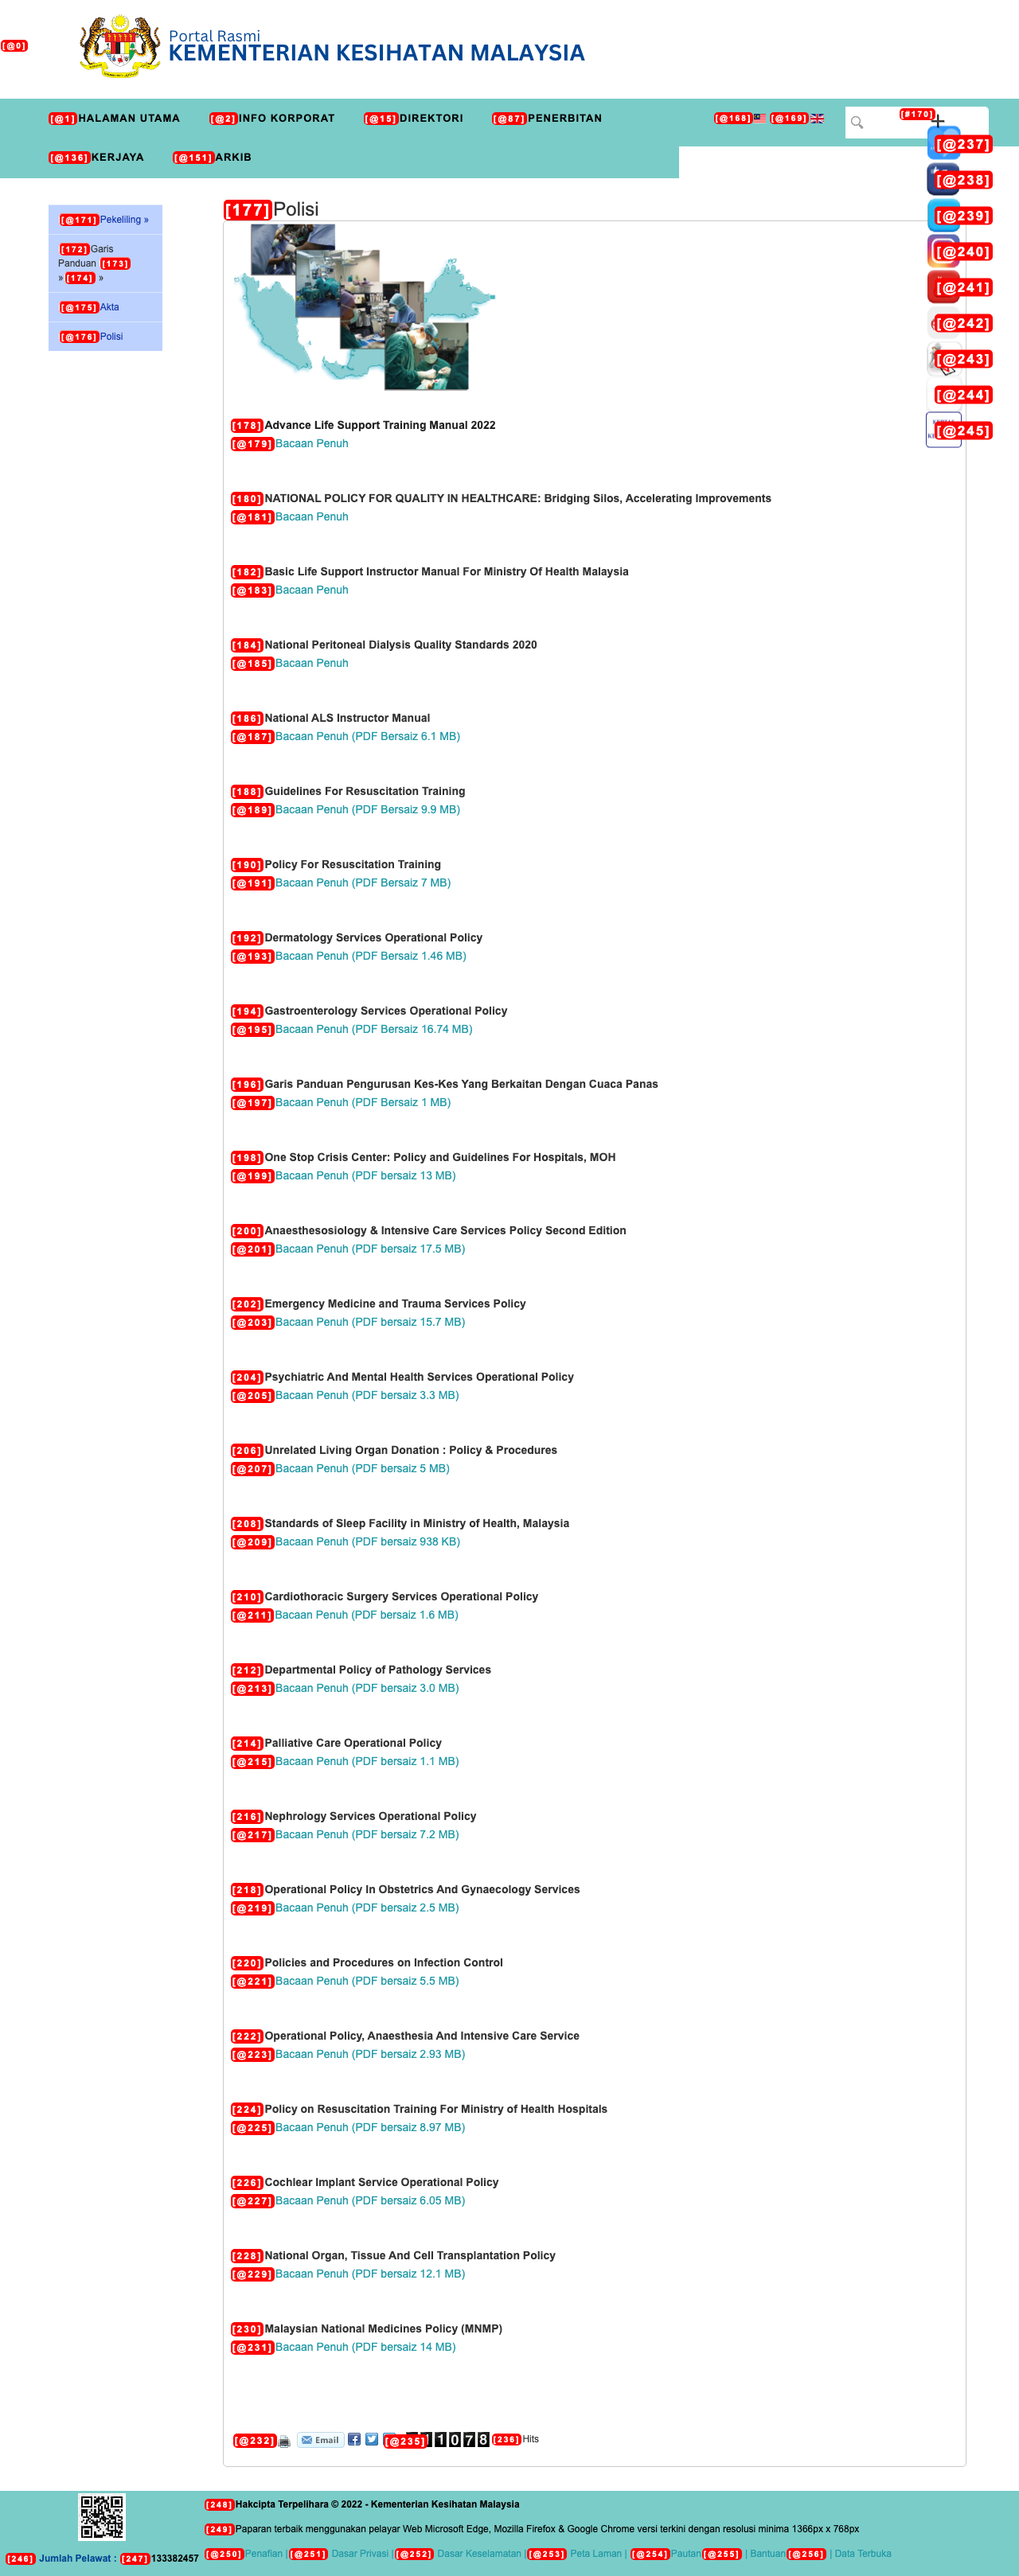 [@0]
Portal Rasmi
KEMENTERIAN KESIHATAN MALAYSIA
[@1]HALAMAN UTAMA [@2]INFO KORPORAT [@15]DIREKTORI [@87]PENERBITAN [@168] [@169] [#170]
[@136]KERJAYA [@151]ARKIB
[@237]
[@238]
[@239]
[@240]
[@241]
[@242]
[@243]
[@244]
[@245]
[@171]Pekeliling »
[172]Garis
Panduan [173]
» [174] »
[@175]Akta
[@176]Polisi
[177]Polisi
[178]Advance Life Support Training Manual 2022
[@179]Bacaan Penuh
[180]NATIONAL POLICY FOR QUALITY IN HEALTHCARE: Bridging Silos, Accelerating Improvements
[@181]Bacaan Penuh
[182]Basic Life Support Instructor Manual For Ministry Of Health Malaysia
[@183]Bacaan Penuh
[184]National Peritoneal Dialysis Quality Standards 2020
[@185]Bacaan Penuh
[186]National ALS Instructor Manual
[@187]Bacaan Penuh (PDF Bersaiz 6.1 MB)
[188]Guidelines For Resuscitation Training
[@189]Bacaan Penuh (PDF Bersaiz 9.9 MB)
[190]Policy For Resuscitation Training
[@191]Bacaan Penuh (PDF Bersaiz 7 MB)
[192]Dermatology Services Operational Policy
[@193]Bacaan Penuh (PDF Bersaiz 1.46 MB)
[194]Gastroenterology Services Operational Policy
[@195]Bacaan Penuh (PDF Bersaiz 16.74 MB)
[196]Garis Panduan Pengurusan Kes-Kes Yang Berkaitan Dengan Cuaca Panas
[@197]Bacaan Penuh (PDF Bersaiz 1 MB)
[198]One Stop Crisis Center: Policy and Guidelines For Hospitals, MOH
[@199]Bacaan Penuh (PDF bersaiz 13 MB)
[200]Anaesthesosiology & Intensive Care Services Policy Second Edition
[@201]Bacaan Penuh (PDF bersaiz 17.5 MB)
[202]Emergency Medicine and Trauma Services Policy
[@203]Bacaan Penuh (PDF bersaiz 15.7 MB)
[204]Psychiatric And Mental Health Services Operational Policy
[@205]Bacaan Penuh (PDF bersaiz 3.3 MB)
[206]Unrelated Living Organ Donation : Policy & Procedures
[@207]Bacaan Penuh (PDF bersaiz 5 MB)
[208]Standards of Sleep Facility in Ministry of Health, Malaysia
[@209]Bacaan Penuh (PDF bersaiz 938 KB)
[210]Cardiothoracic Surgery Services Operational Policy
[@211]Bacaan Penuh (PDF bersaiz 1.6 MB)
[212]Departmental Policy of Pathology Services
[@213]Bacaan Penuh (PDF bersaiz 3.0 MB)
[214]Palliative Care Operational Policy
[@215]Bacaan Penuh (PDF bersaiz 1.1 MB)
[216]Nephrology Services Operational Policy
[@217]Bacaan Penuh (PDF bersaiz 7.2 MB)
[218]Operational Policy In Obstetrics And Gynaecology Services
[@219]Bacaan Penuh (PDF bersaiz 2.5 MB)
[220]Policies and Procedures on Infection Control
[@221]Bacaan Penuh (PDF bersaiz 5.5 MB)
[222]Operational Policy, Anaesthesia And Intensive Care Service
[@223]Bacaan Penuh (PDF bersaiz 2.93 MB)
[224]Policy on Resuscitation Training For Ministry of Health Hospitals
[@225]Bacaan Penuh (PDF bersaiz 8.97 MB)
[226]Cochlear Implant Service Operational Policy
[@227]Bacaan Penuh (PDF bersaiz 6.05 MB)
[228]National Organ, Tissue And Cell Transplantation Policy
[@229]Bacaan Penuh (PDF bersaiz 12.1 MB)
[230]Malaysian National Medicines Policy (MNMP)
[@231]Bacaan Penuh (PDF bersaiz 14 MB)
[@232] Email [@235] 1078 [236]Hits
[248]Hakcipta Terpelihara © 2022 - Kementerian Kesihatan Malaysia
[249]Paparan terbaik menggunakan pelayar Web Microsoft Edge, Mozilla Firefox & Google Chrome versi terkini dengan resolusi minima 1366px x 768px
[246] Jumlah Pelawat : [247]133382457 [@250]Penafian |[@251] Dasar Privasi |[@252] Dasar Keselamatan |[@253] Peta Laman | [@254]Pautan[@255] | Bantuan[@256] | Data Terbuka